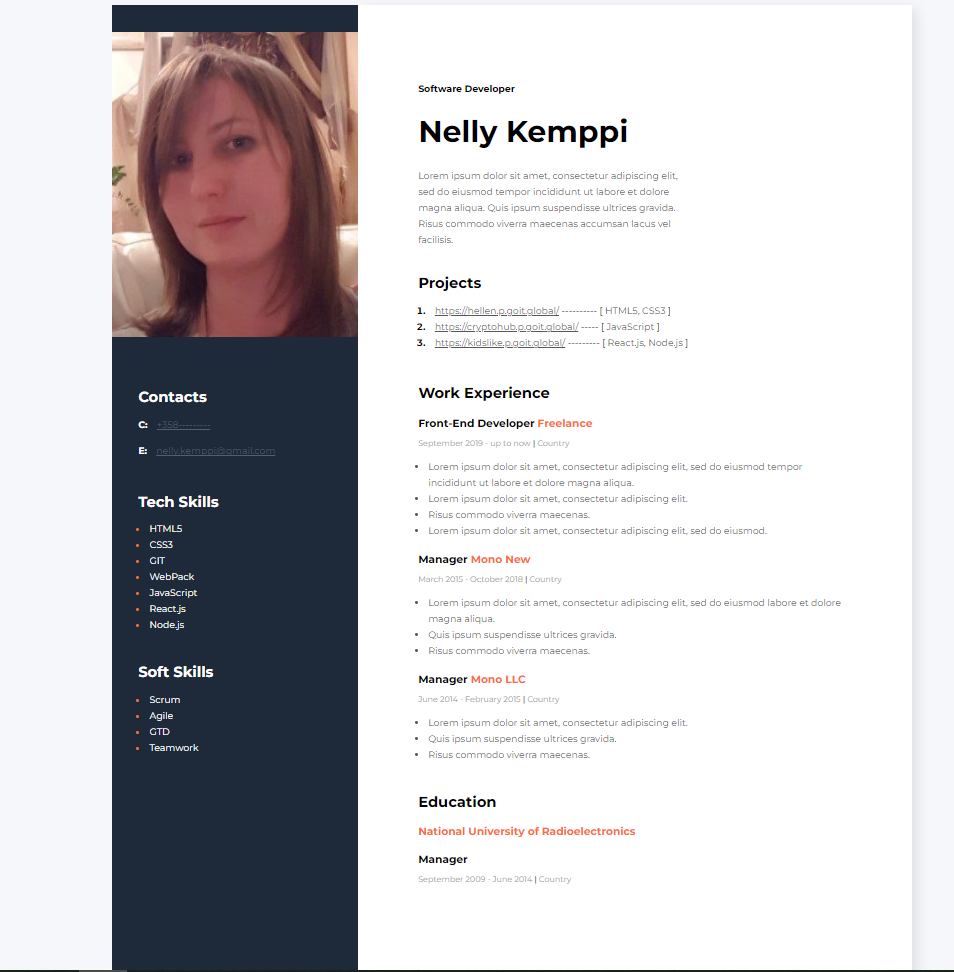 Contacts
C: +358---------
E: nelly.kemppi@gmail.com
Tech Skills
HTML5
CSS3
GIT
WebPack
JavaScript
React.js
Node.js
Soft Skills
Scrum
Agile
GTD
Teamwork
Software Developer
Nelly Kemppi
Lorem ipsum dolor sit amet, consectetur adipiscing elit,
sed do eiusmod tempor incididunt ut labore et dolore
magna aliqua. Quis ipsum suspendisse ultrices gravida.
Risus commodo viverra maecenas accumsan lacus vel
facilisis.
Projects
1. https://hellen.p.goit.global/ ---------- [ HTML5, CSS3 ]
2. https://cryptohub.p.goit.global/ ----- [ JavaScript ]
3. https://kidslike.p.goit.global/ --------- [ React.js, Node.js ]
Work Experience
Front-End Developer Freelance
September 2019 - up to now | Country
Lorem ipsum dolor sit amet, consectetur adipiscing elit, sed do eiusmod tempor
incididunt ut labore et dolore magna aliqua.
Lorem ipsum dolor sit amet, consectetur adipiscing elit.
Risus commodo viverra maecenas.
Lorem ipsum dolor sit amet, consectetur adipiscing elit, sed do eiusmod.
Manager Mono New
March 2015 - October 2018 | Country
Lorem ipsum dolor sit amet, consectetur adipiscing elit, sed do eiusmod labore et dolore
magna aliqua.
Quis ipsum suspendisse ultrices gravida.
Risus commodo viverra maecenas.
Manager Mono LLC
June 2014 - February 2015 | Country
Lorem ipsum dolor sit amet, consectetur adipiscing elit.
Quis ipsum suspendisse ultrices gravida.
Risus commodo viverra maecenas.
Education
National University of Radioelectronics
Manager
September 2009 - June 2014 | Country